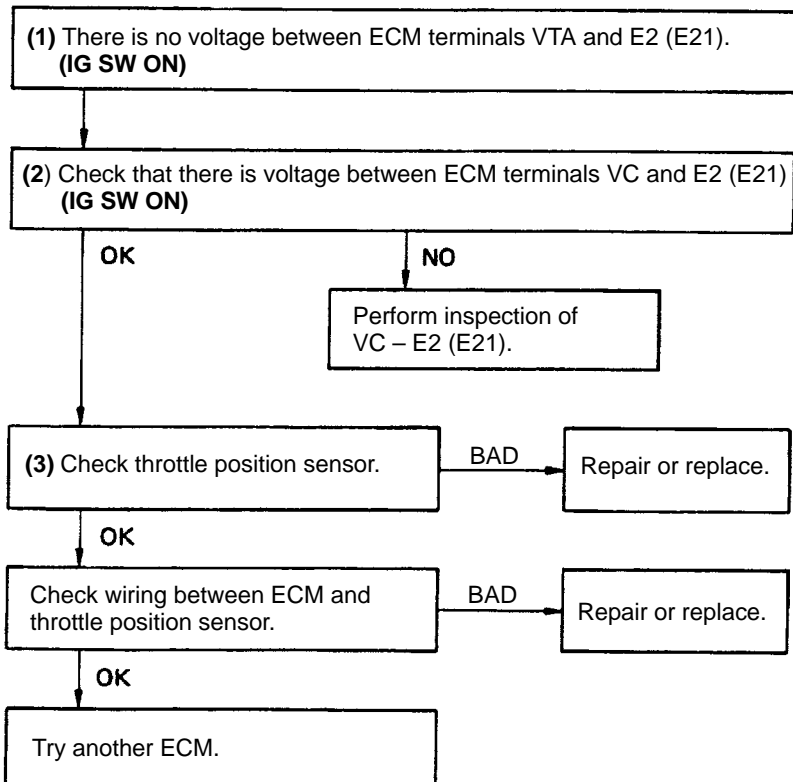 (1) There is no voltage between ECM terminals VTA and E2 (E21).
(IG SW ON)
(2) Check that there is voltage between ECM terminals VC and E2 (E21)
(IG SW ON)
OK
NO
Perform inspection of
VC – E2 (E21).
(3) Check throttle position sensor.
BAD
Repair or replace.
OK
Check wiring between ECM and
throttle position sensor.
BAD
Repair or replace.
OK
Try another ECM.